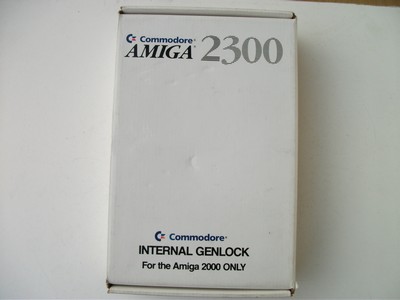 Commodore®
AMIGA 2300
Commodore®
INTERNAL GENLOCK
For the Amiga 2000 ONLY